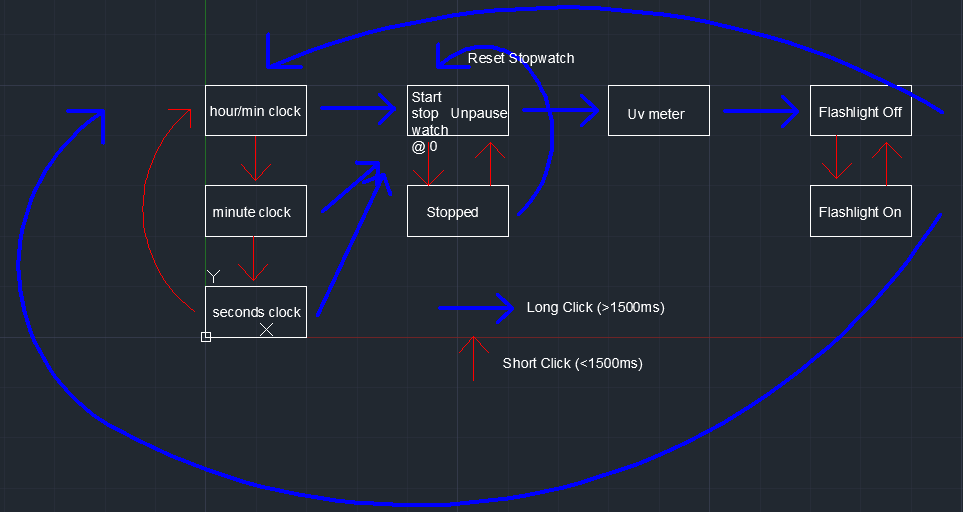 Reset Stopwatch
hour/min clock
Start
stop
watch
@ 0
Unpause
Uv meter
Flashlight Off
minute clock
Stopped
Flashlight On
Y
seconds clock
X
Long Click (>1500ms)
Short Click (<1500ms)